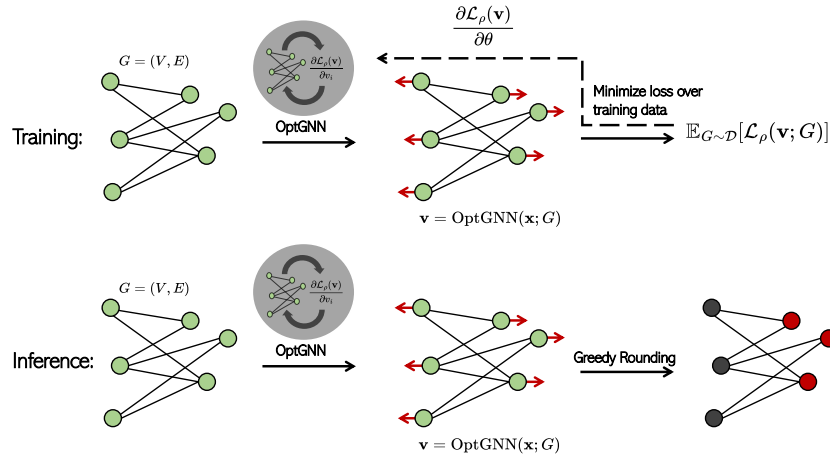 ∂ℒ_ρ(𝐯)/∂θ
G = (V, E)
∂ℒ_ρ(𝐯)/∂v_i
Minimize loss over
training data
OptGNN
Training:
𝔼_{G∼𝒟}[ℒ_ρ(𝐯; G)]
𝐯 = OptGNN(𝐱; G)
G = (V, E)
∂ℒ_ρ(𝐯)/∂v_i
OptGNN
Inference:
Greedy Rounding
𝐯 = OptGNN(𝐱; G)